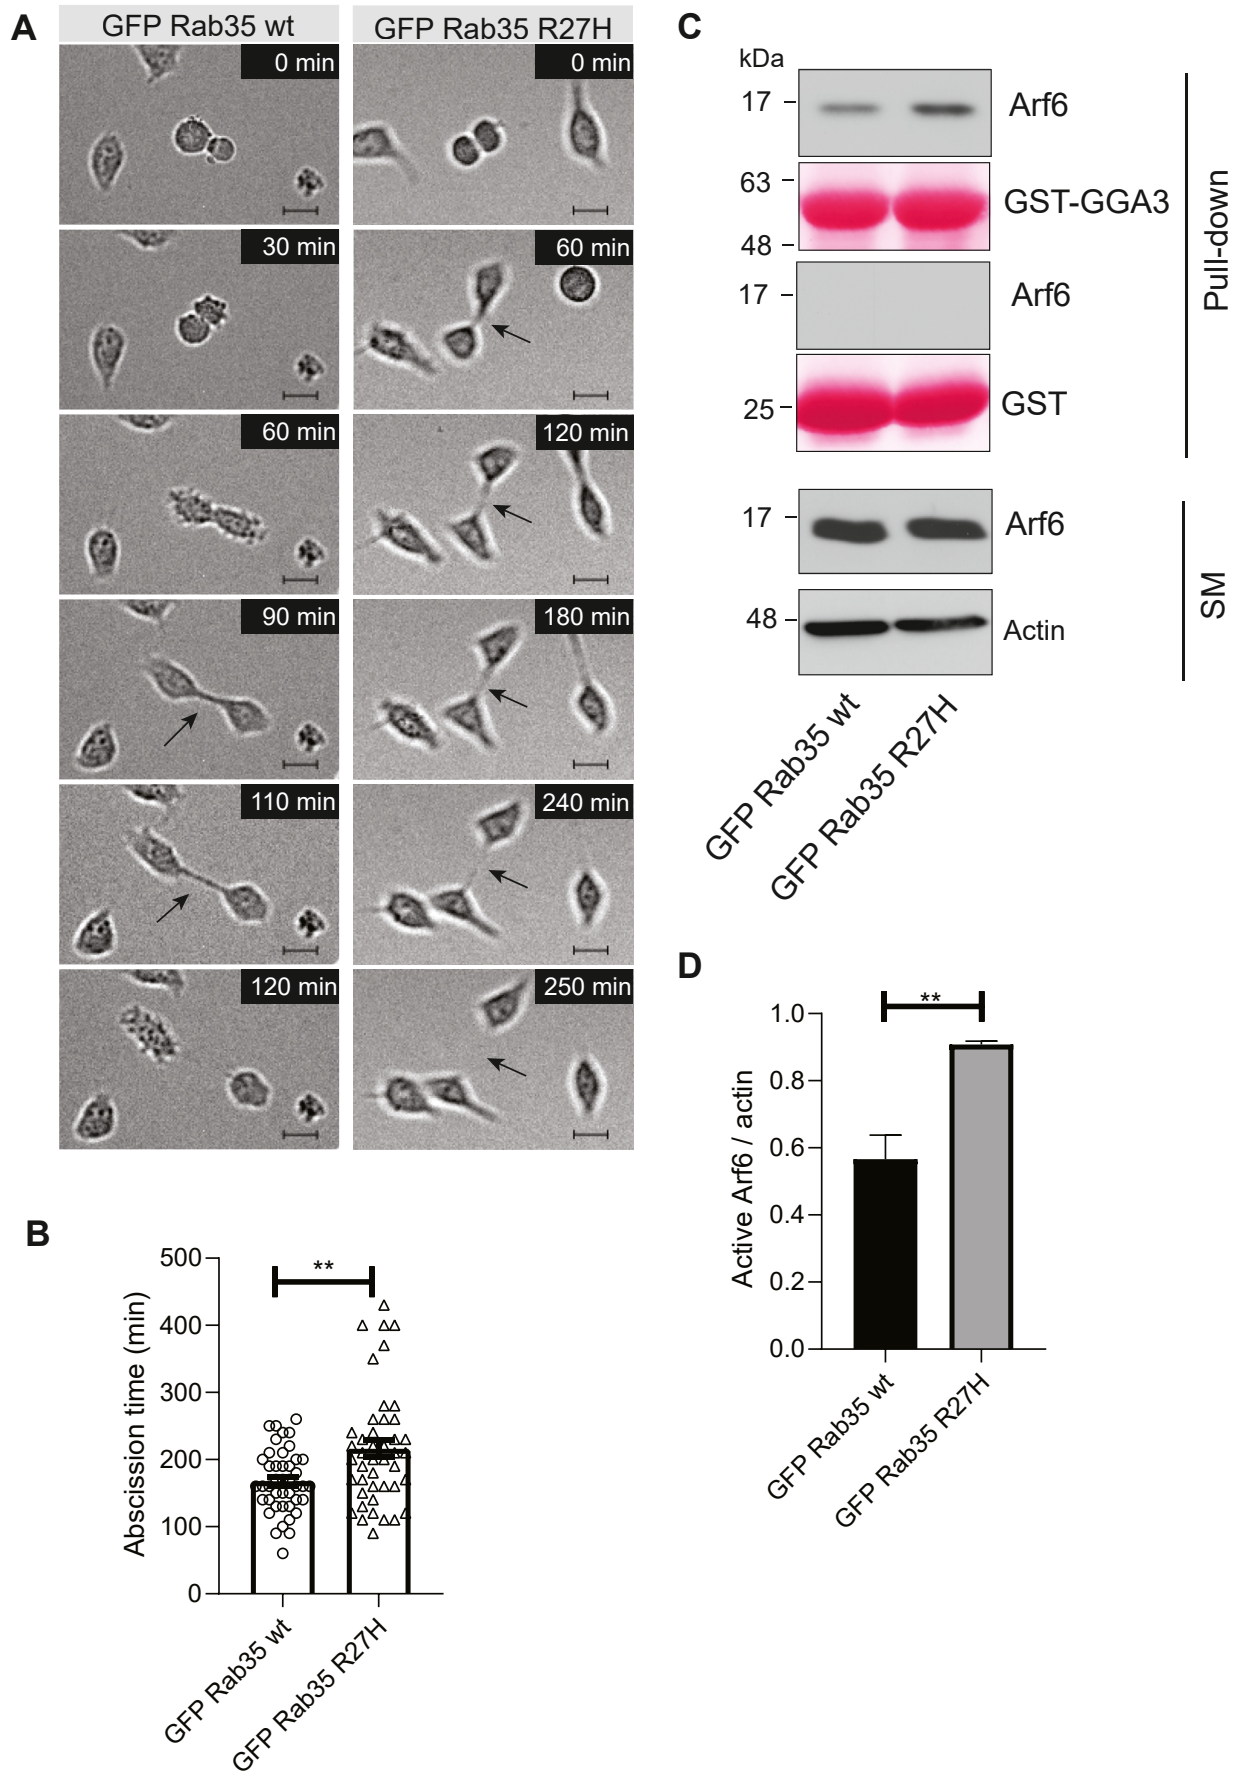 A
GFP Rab35 wt
GFP Rab35 R27H
0 min
0 min
30 min
60 min
60 min
120 min
90 min
180 min
110 min
240 min
120 min
250 min
B
Abscission time (min)
500
400
300
200
100
0
**
GFP Rab35 wt
GFP Rab35 R27H
C
kDa
17
Arf6
63
GST-GGA3
48
17
Arf6
25
GST
Pull-down
17
Arf6
48
Actin
SM
GFP Rab35 wt
GFP Rab35 R27H
D
Active Arf6 / actin
1.0
0.8
0.6
0.4
0.2
0.0
**
GFP Rab35 wt
GFP Rab35 R27H